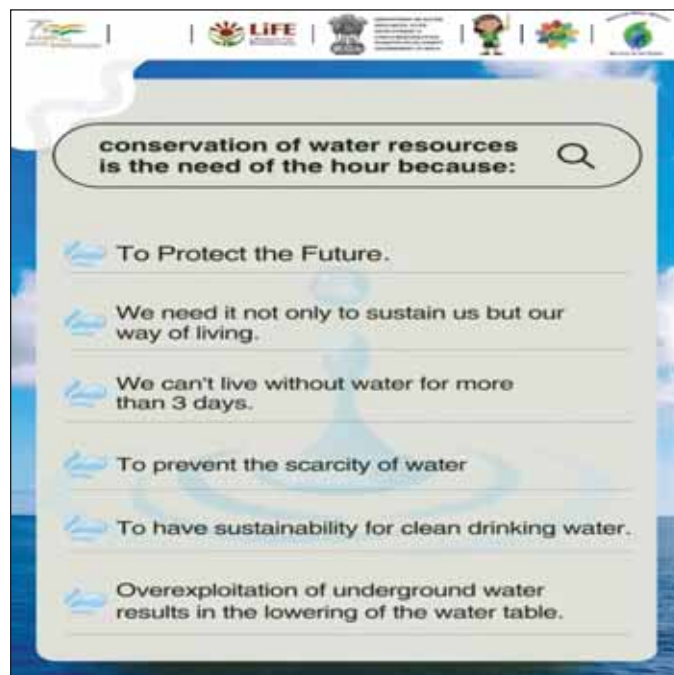 LiFE
conservation of water resources
is the need of the hour because:
To Protect the Future.
We need it not only to sustain us but our
way of living.
We can't live without water for more
than 3 days.
To prevent the scarcity of water
To have sustainability for clean drinking water.
Overexploitation of underground water
results in the lowering of the water table.